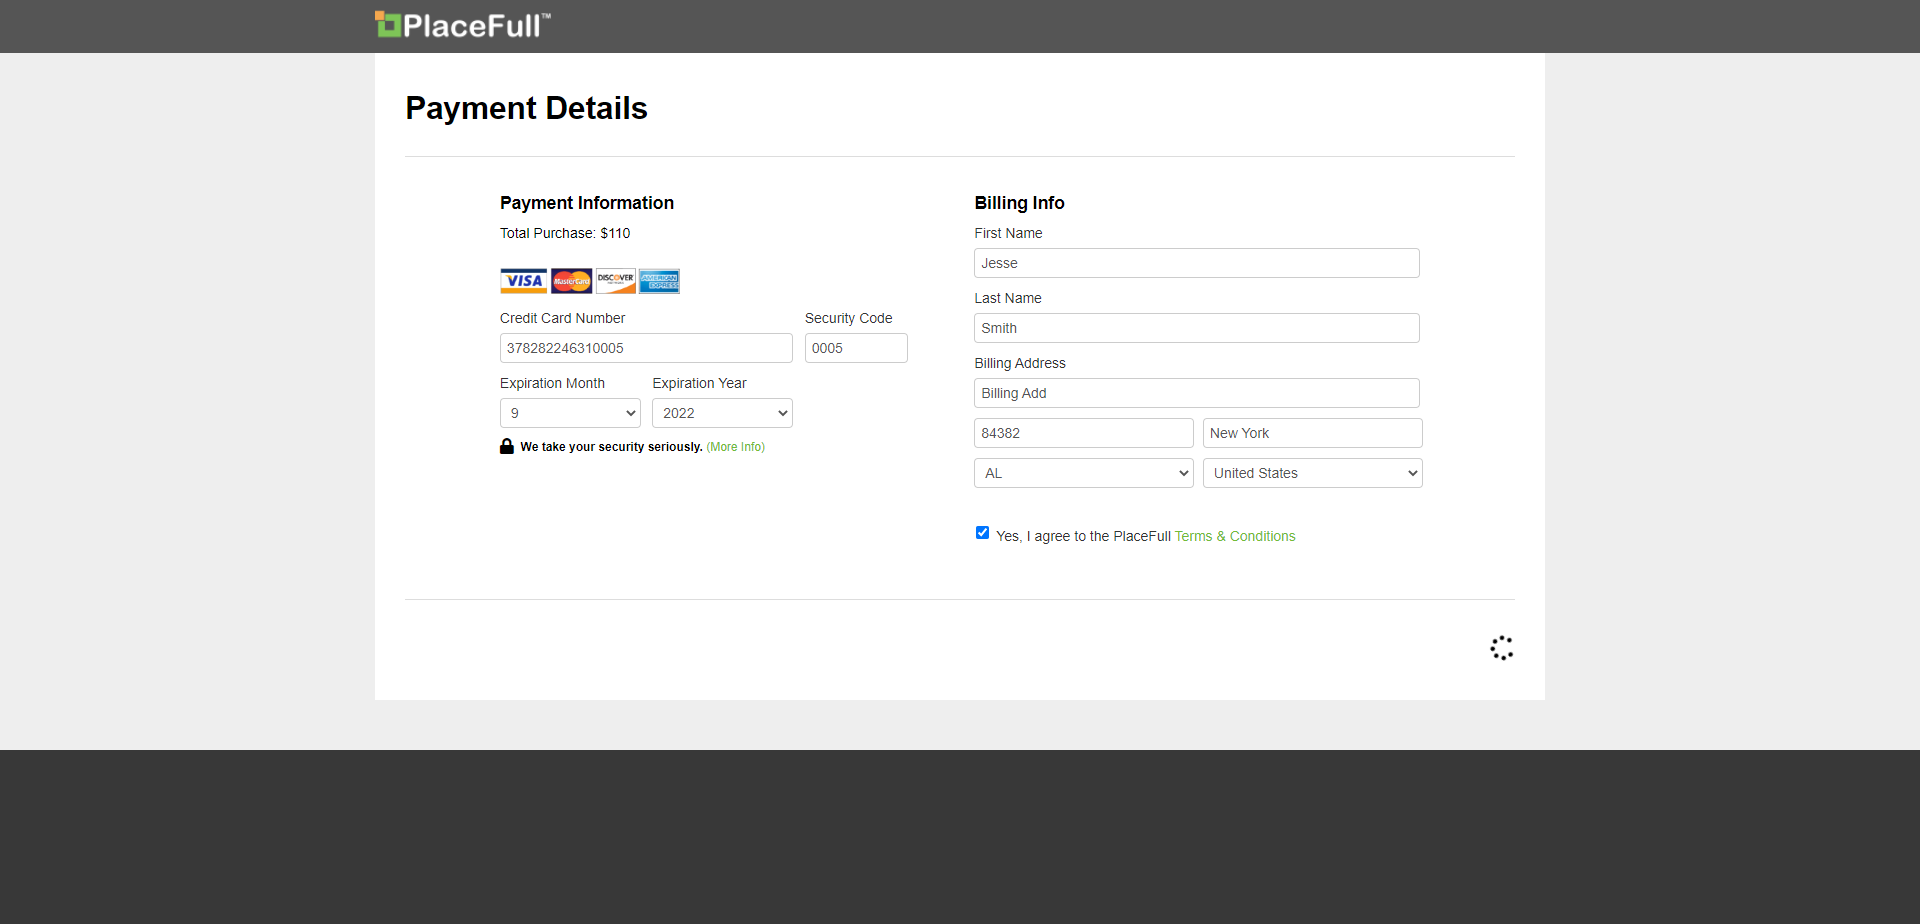 PlaceFull™
Payment Details
Payment Information
Total Purchase: $110
VISA MasterCard DISCOVER AMERICAN EXPRESS
Credit Card Number Security Code
378282246310005 0005
Expiration Month Expiration Year
9 2022
We take your security seriously. (More Info)
Billing Info
First Name
Jesse
Last Name
Smith
Billing Address
Billing Add
84382 New York
AL United States
Yes, I agree to the PlaceFull Terms & Conditions